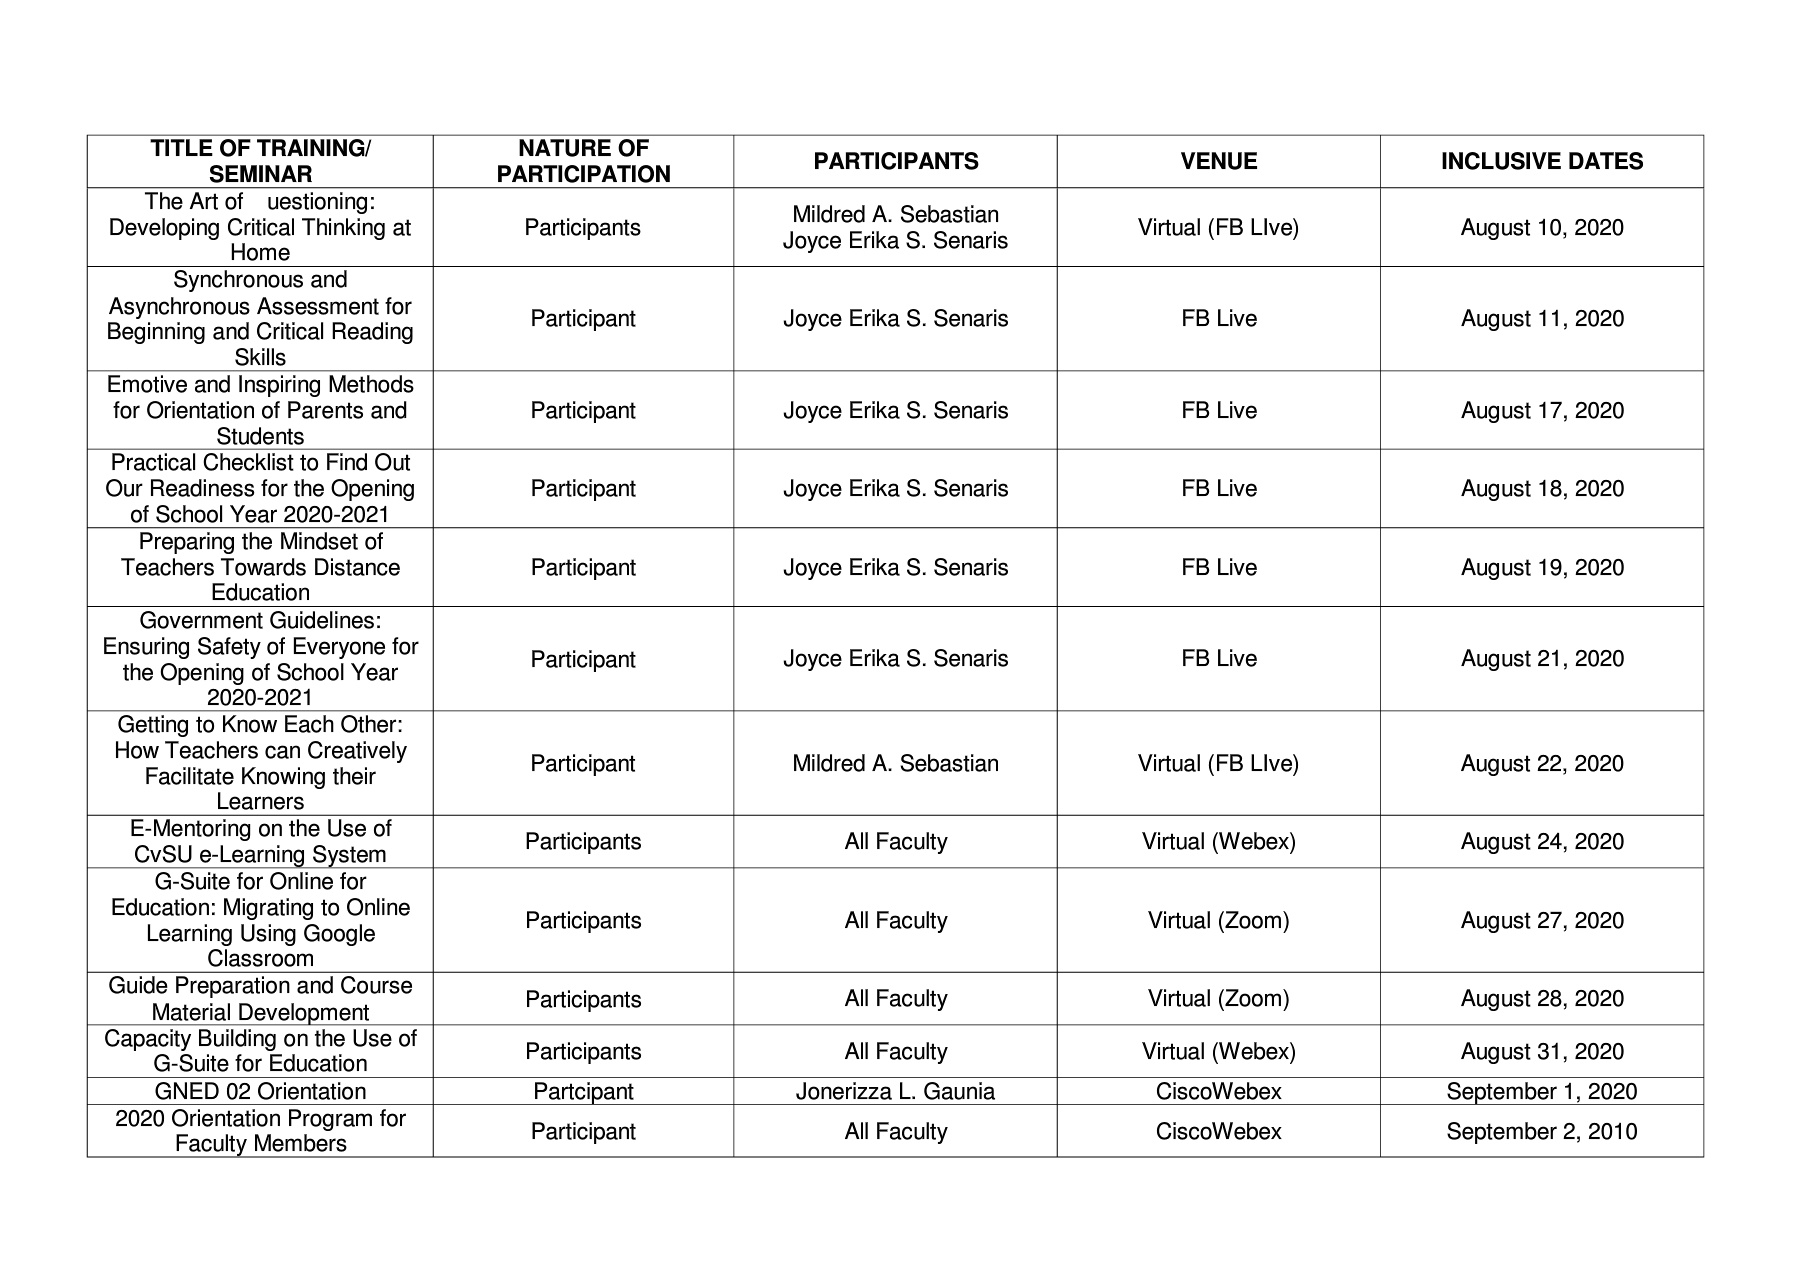 TITLE OF TRAINING/
SEMINAR
NATURE OF
PARTICIPATION
PARTICIPANTS
VENUE
INCLUSIVE DATES
The Art of uestioning:
Developing Critical Thinking at
Home
Participants
Mildred A. Sebastian
Joyce Erika S. Senaris
Virtual (FB LIve)
August 10, 2020
Synchronous and
Asynchronous Assessment for
Beginning and Critical Reading
Skills
Participant
Joyce Erika S. Senaris
FB Live
August 11, 2020
Emotive and Inspiring Methods
for Orientation of Parents and
Students
Participant
Joyce Erika S. Senaris
FB Live
August 17, 2020
Practical Checklist to Find Out
Our Readiness for the Opening
of School Year 2020-2021
Participant
Joyce Erika S. Senaris
FB Live
August 18, 2020
Preparing the Mindset of
Teachers Towards Distance
Education
Participant
Joyce Erika S. Senaris
FB Live
August 19, 2020
Government Guidelines:
Ensuring Safety of Everyone for
the Opening of School Year
2020-2021
Participant
Joyce Erika S. Senaris
FB Live
August 21, 2020
Getting to Know Each Other:
How Teachers can Creatively
Facilitate Knowing their
Learners
Participant
Mildred A. Sebastian
Virtual (FB LIve)
August 22, 2020
E-Mentoring on the Use of
CvSU e-Learning System
Participants
All Faculty
Virtual (Webex)
August 24, 2020
G-Suite for Online for
Education: Migrating to Online
Learning Using Google
Classroom
Participants
All Faculty
Virtual (Zoom)
August 27, 2020
Guide Preparation and Course
Material Development
Participants
All Faculty
Virtual (Zoom)
August 28, 2020
Capacity Building on the Use of
G-Suite for Education
Participants
All Faculty
Virtual (Webex)
August 31, 2020
GNED 02 Orientation
Partcipant
Jonerizza L. Gaunia
CiscoWebex
September 1, 2020
2020 Orientation Program for
Faculty Members
Participant
All Faculty
CiscoWebex
September 2, 2010